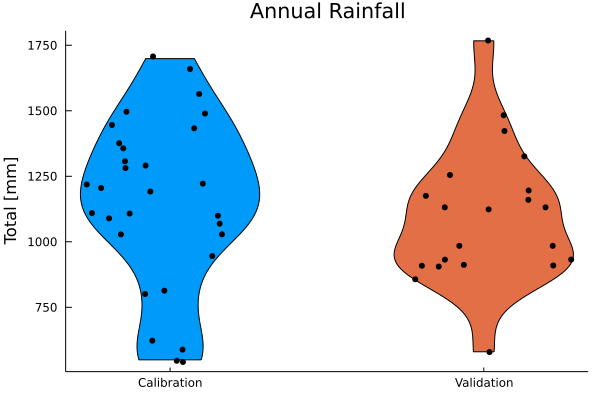 Annual Rainfall
Total [mm]
1750
1500
1250
1000
750
Calibration
Validation